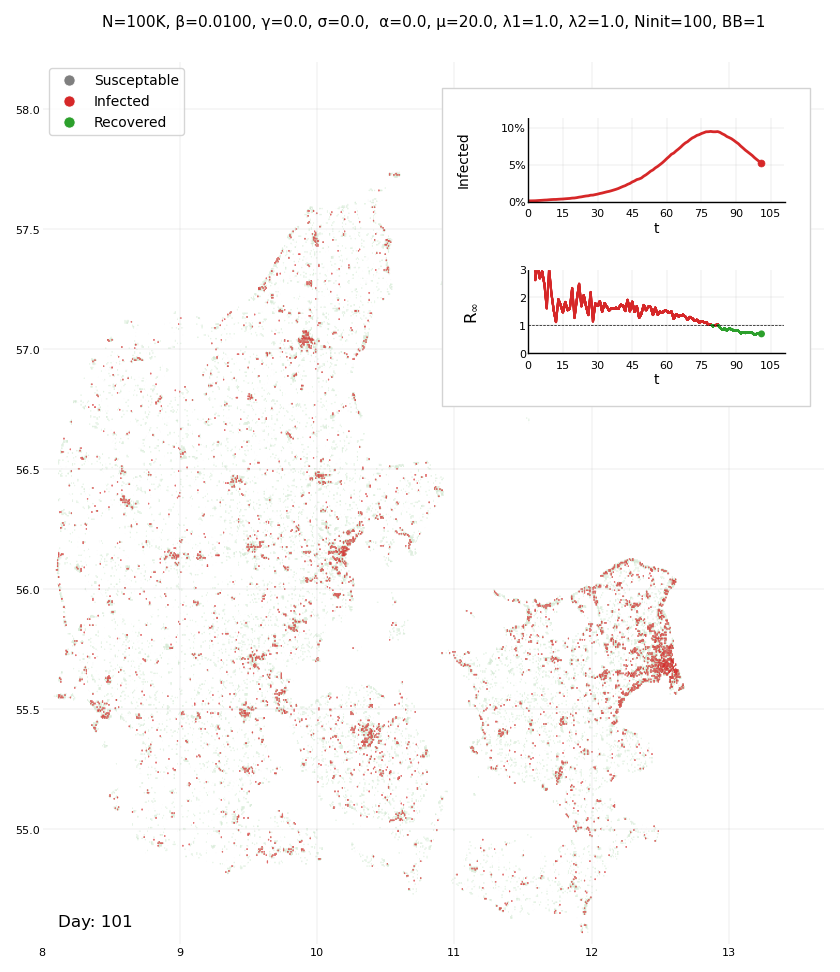 N=100K, β=0.0100, γ=0.0, σ=0.0,  α=0.0, μ=20.0, λ1=1.0, λ2=1.0, Ninit=100, BB=1
Susceptable
Infected
Recovered
Infected
10%
5%
0%
0 15 30 45 60 75 90 105
t
R∞
3
2
1
0
0 15 30 45 60 75 90 105
t
58.0
57.5
57.0
56.5
56.0
55.5
55.0
Day: 101
8 9 10 11 12 13